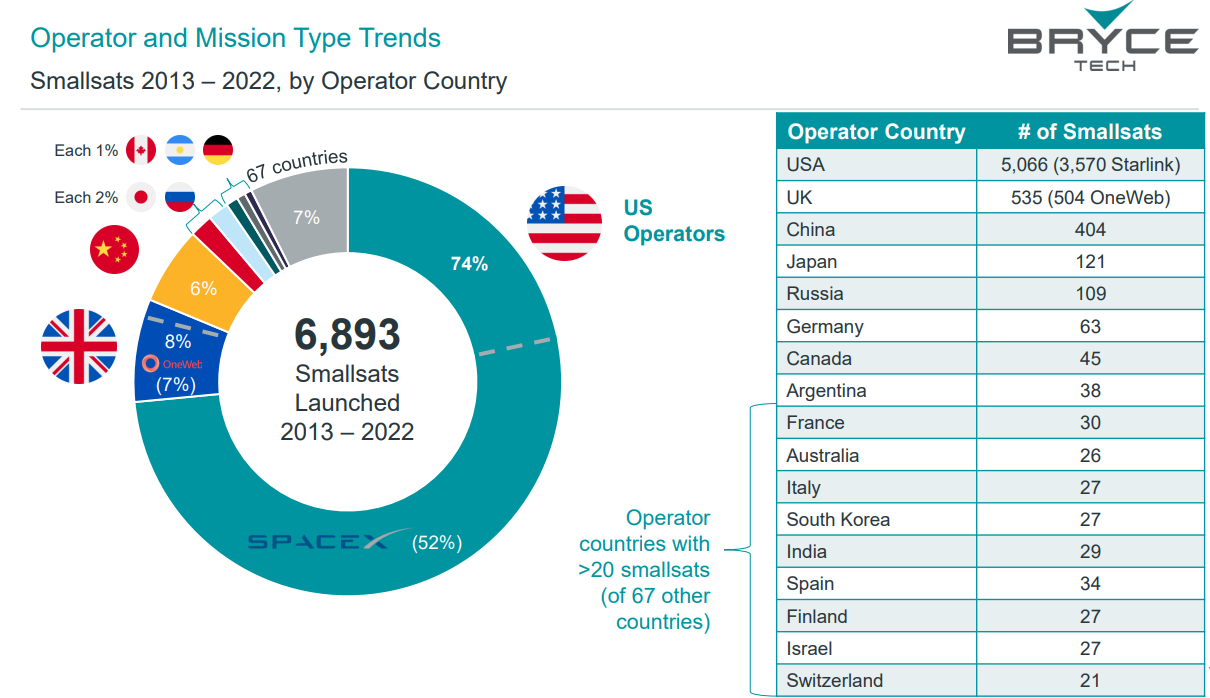 Operator and Mission Type Trends
Smallsats 2013 – 2022, by Operator Country
BRYCE
TECH
Each 1%
67 countries
Each 2%
7%
US
Operators
74%
6%
8%
OneWeb
(7%)
6,893
Smallsats
Launched
2013 – 2022
SPACEX (52%)
Operator
countries with
>20 smallsats
(of 67 other
countries)
Operator Country # of Smallsats
USA 5,066 (3,570 Starlink)
UK 535 (504 OneWeb)
China 404
Japan 121
Russia 109
Germany 63
Canada 45
Argentina 38
France 30
Australia 26
Italy 27
South Korea 27
India 29
Spain 34
Finland 27
Israel 27
Switzerland 21